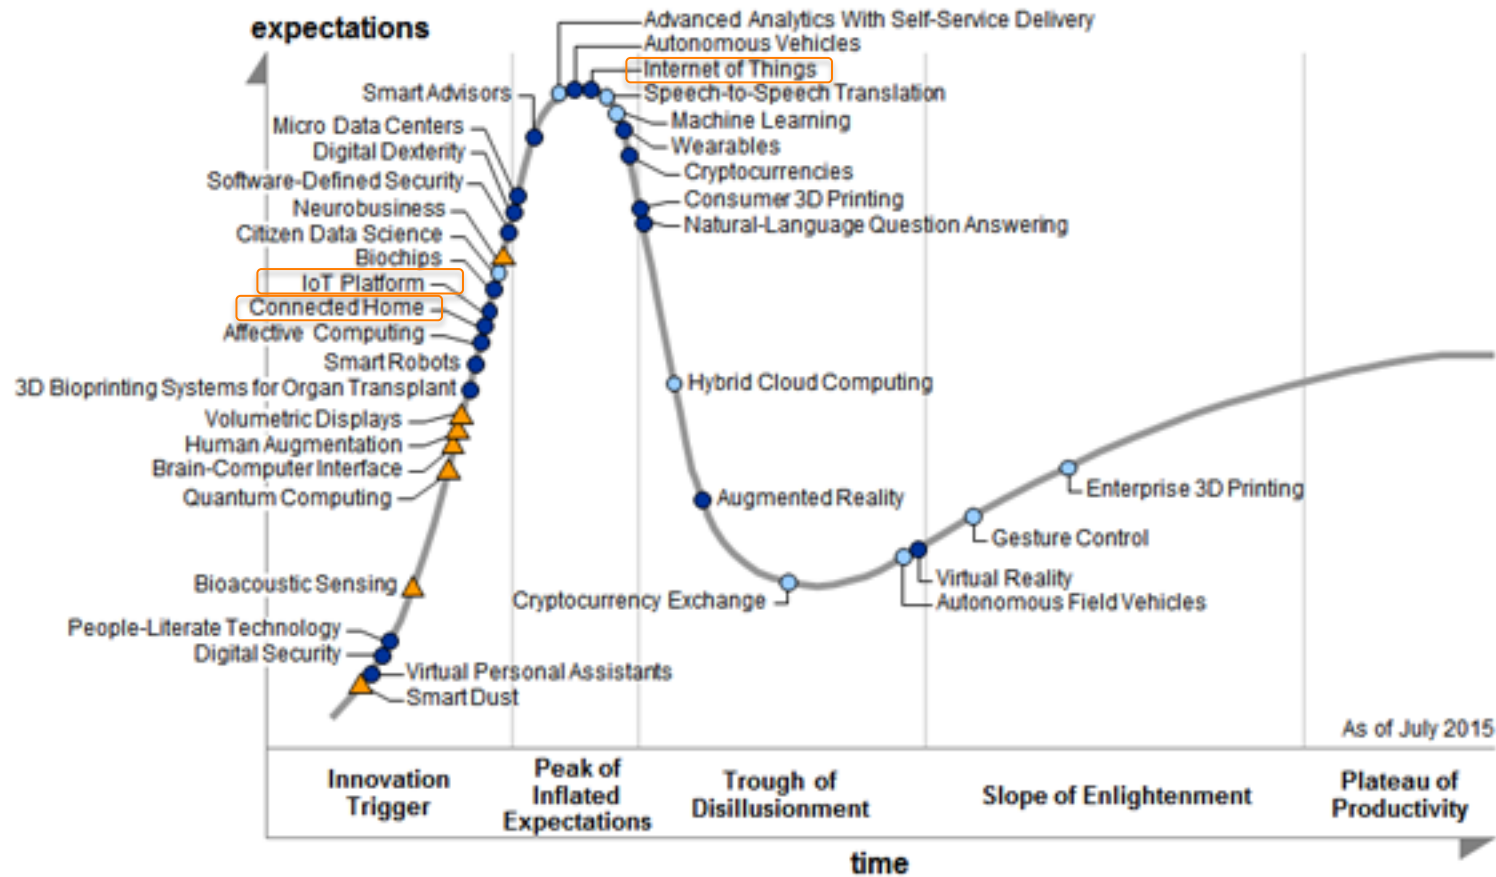 expectations
Advanced Analytics With Self-Service Delivery
Autonomous Vehicles
Internet of Things
Smart Advisors
Speech-to-Speech Translation
Micro Data Centers
Machine Learning
Digital Dexterity
Wearables
Software-Defined Security
Cryptocurrencies
Neurobusiness
Consumer 3D Printing
Citizen Data Science
Natural-Language Question Answering
Biochips
IoT Platform
Connected Home
Affective Computing
Smart Robots
3D Bioprinting Systems for Organ Transplant
Hybrid Cloud Computing
Volumetric Displays
Human Augmentation
Brain-Computer Interface
Quantum Computing
Augmented Reality
Enterprise 3D Printing
Gesture Control
Bioacoustic Sensing
Virtual Reality
Cryptocurrency Exchange
Autonomous Field Vehicles
People-Literate Technology
Digital Security
Virtual Personal Assistants
Smart Dust
As of July 2015
Innovation
Trigger
Peak of
Inflated
Expectations
Trough of
Disillusionment
Slope of Enlightenment
Plateau of
Productivity
time